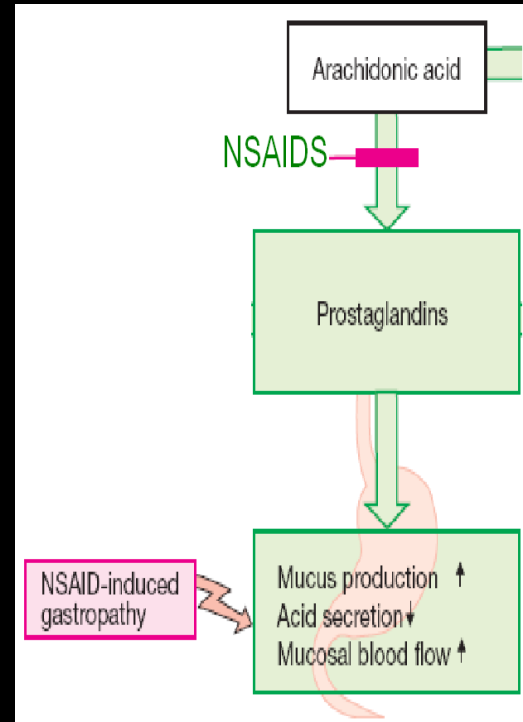 Arachidonic acid
NSAIDS
Prostaglandins
NSAID-induced
gastropathy
Mucus production ↑
Acid secretion↓
Mucosal blood flow ↑